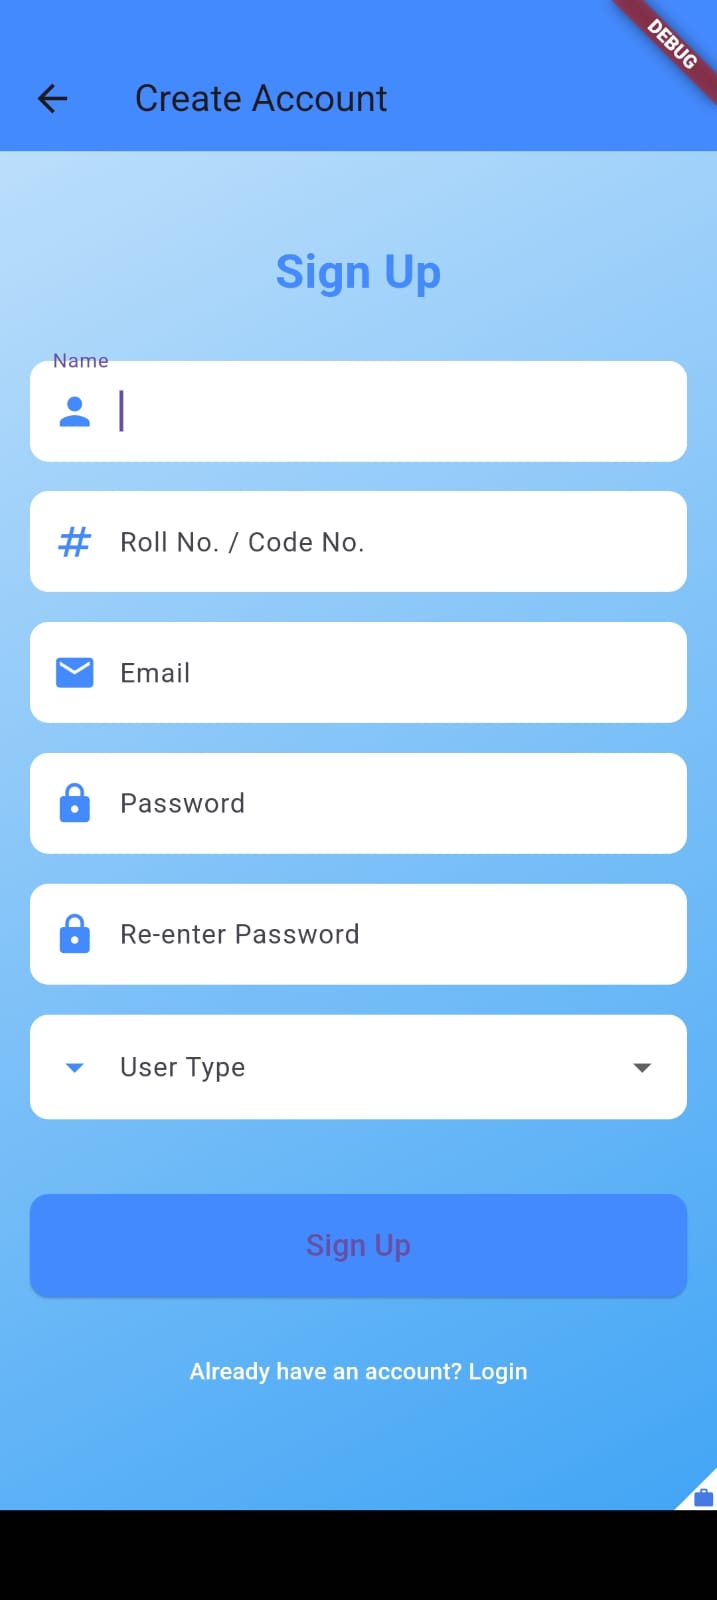 DEBUG
Create Account
Sign Up
Name
Roll No. / Code No.
Email
Password
Re-enter Password
User Type
Sign Up
Already have an account? Login